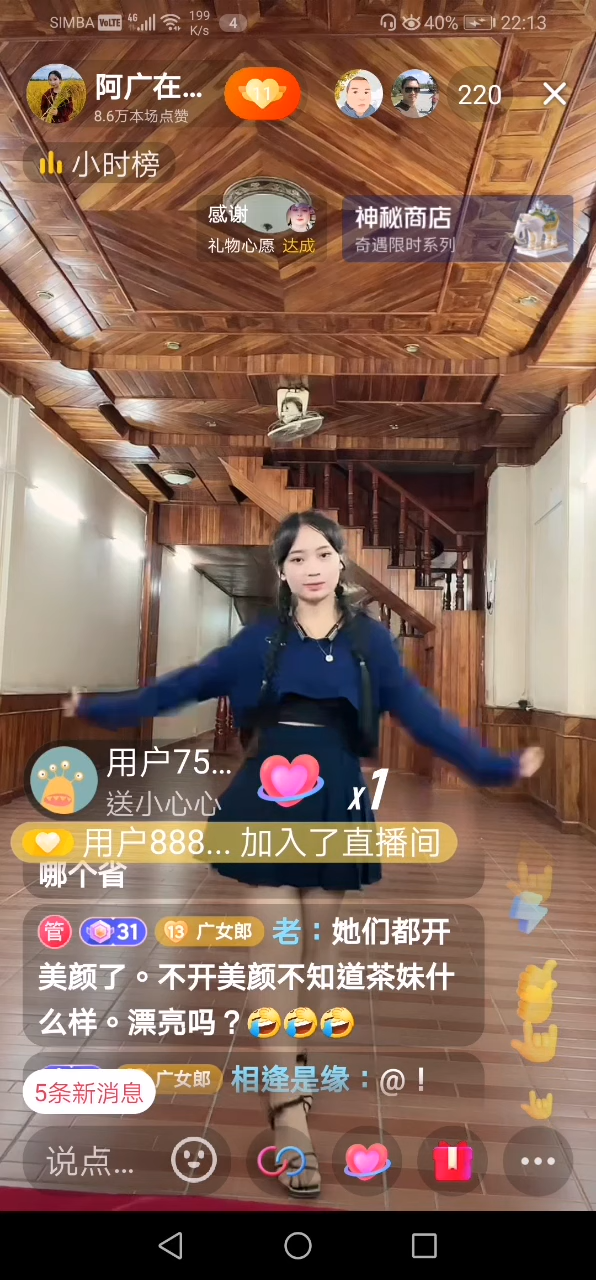 SIMBA VoLTE 4G 199 K/s 4 40% 22:13
阿广在... 11 220
8.6万本场点赞
小时榜
感谢
礼物心愿 达成
神秘商店
奇遇限时系列
用户75...
送小心心
x1
用户888... 加入了直播间
哪个省
管 31 13 广女郎 老：她们都开
美颜了。不开美颜不知道茶妹什
么样。漂亮吗？🤣🤣🤣
广女郎 相逢是缘：@！
5条新消息
说点...